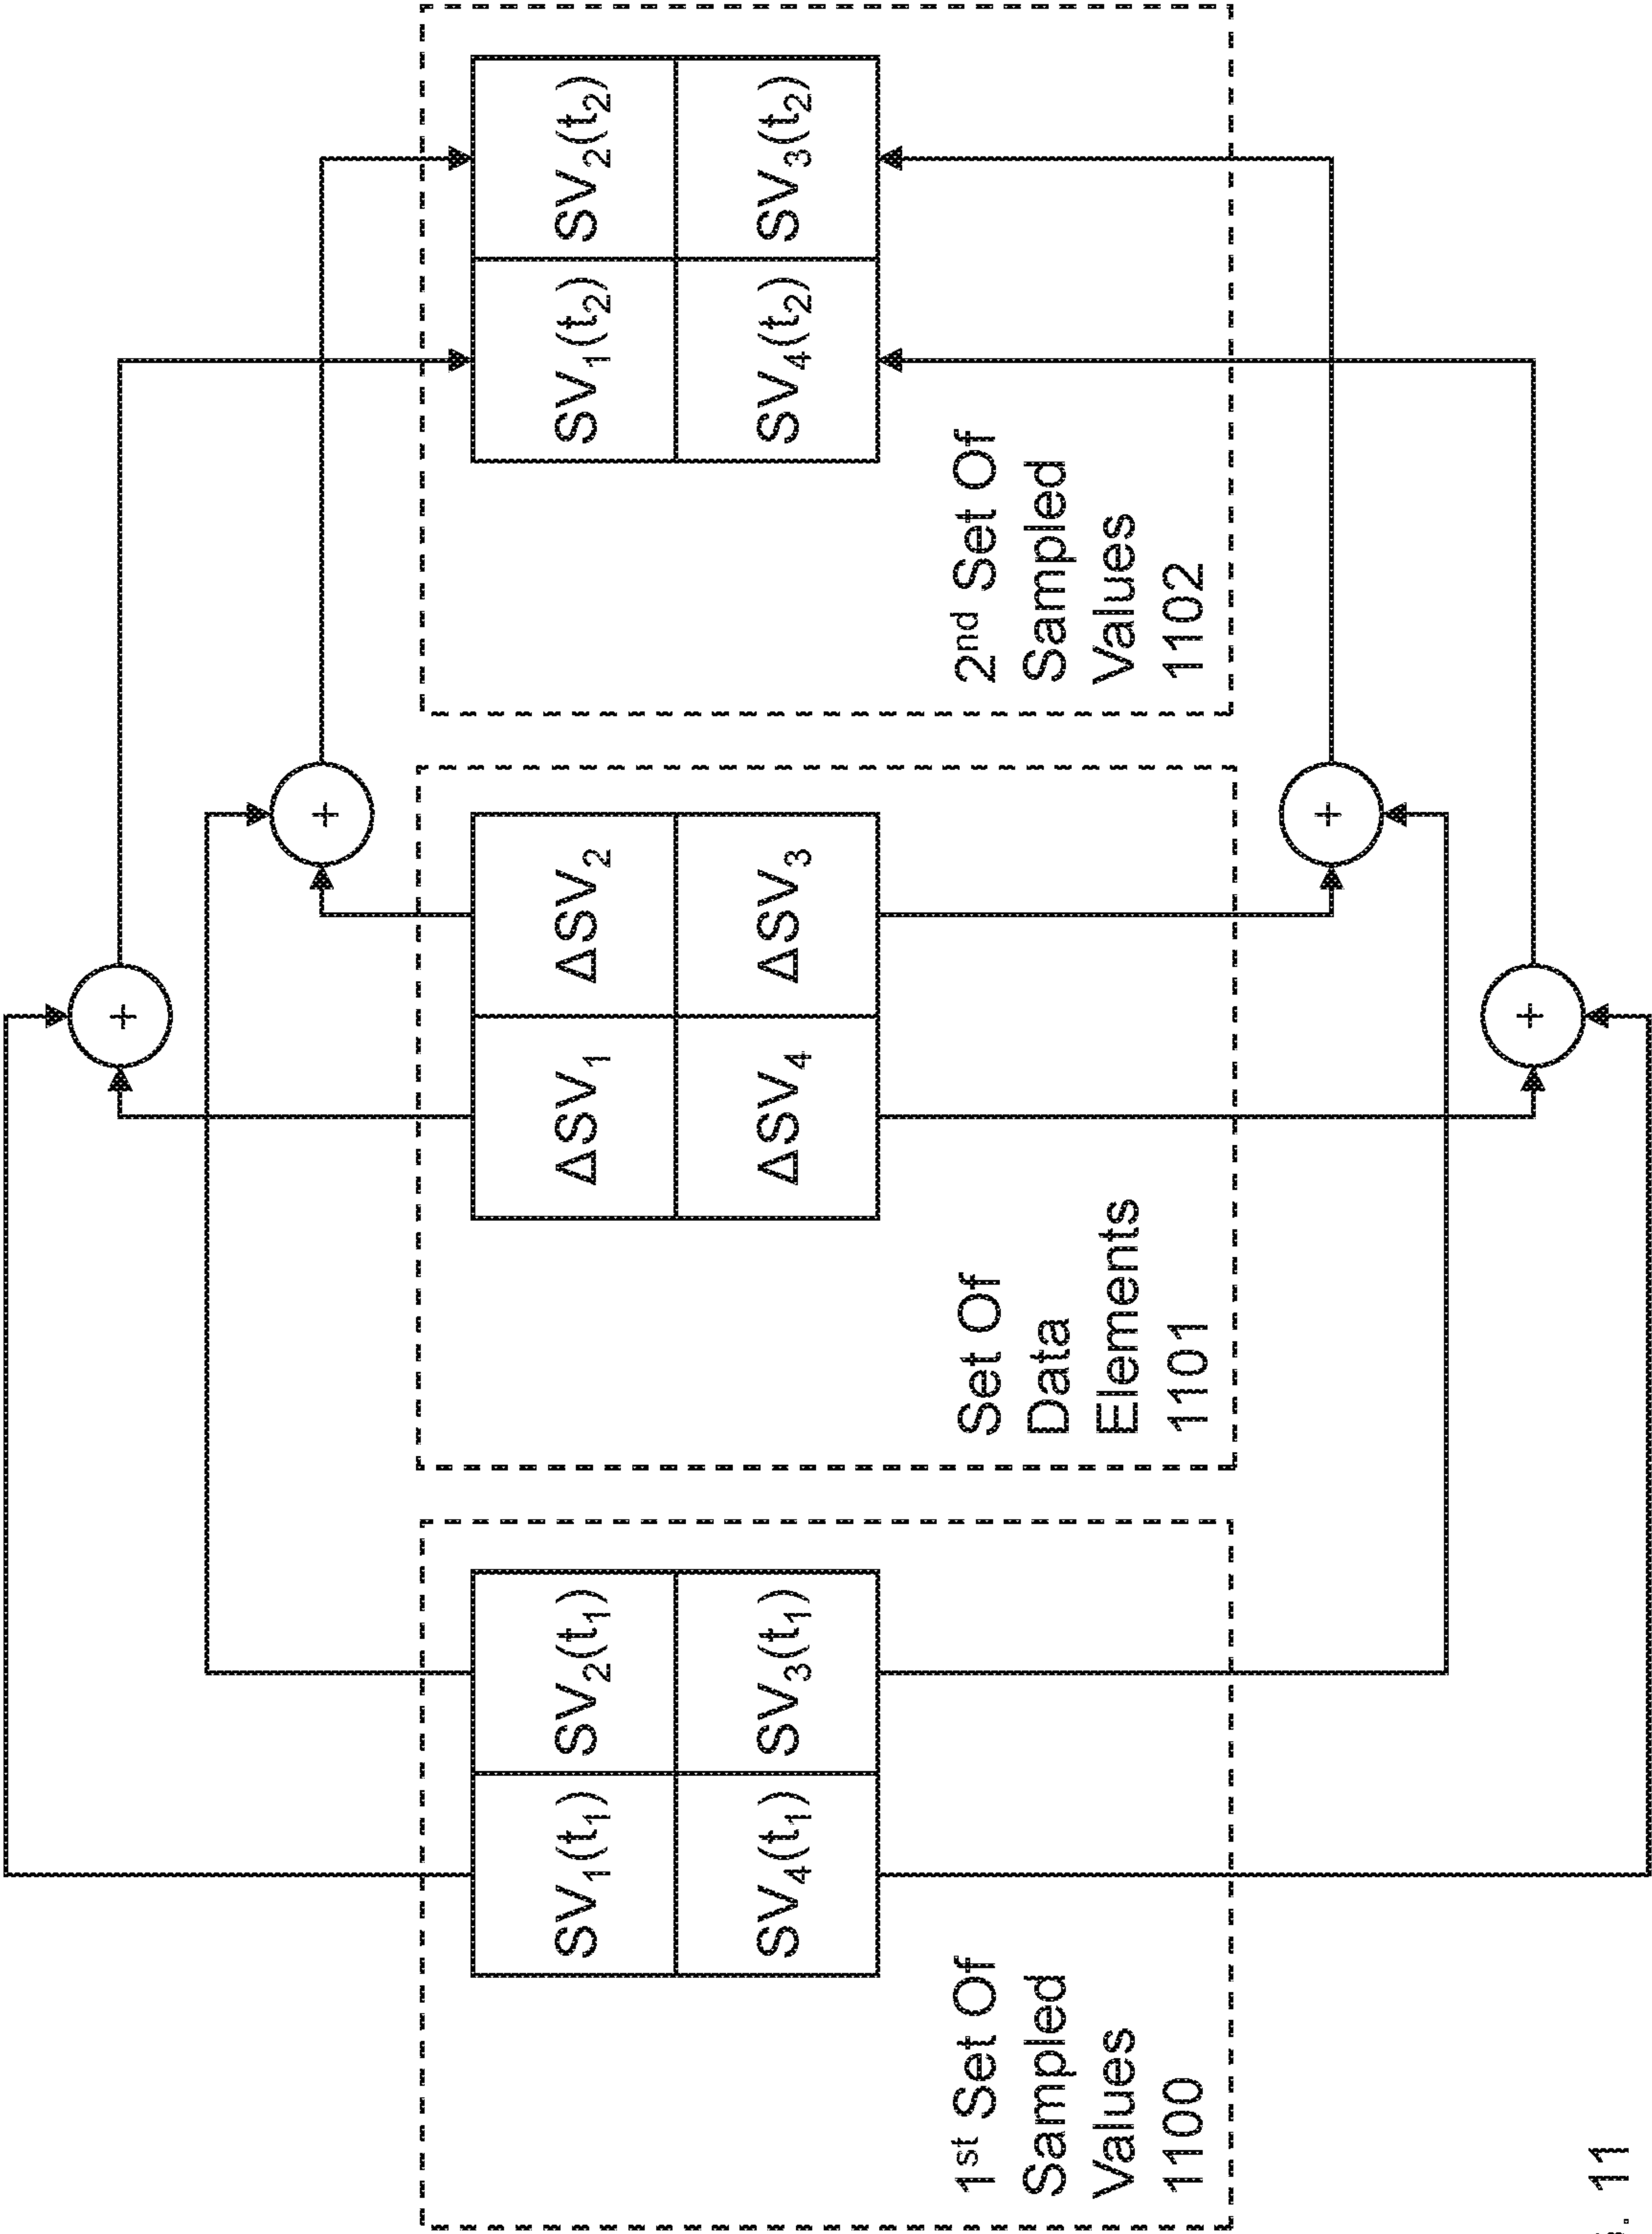 SV₁(t₁) SV₂(t₁)
SV₄(t₁) SV₃(t₁)
1st Set Of
Sampled
Values
1100
ΔSV₁ ΔSV₂
ΔSV₄ ΔSV₃
Set Of
Data
Elements
1101
SV₁(t₂) SV₂(t₂)
SV₄(t₂) SV₃(t₂)
2nd Set Of
Sampled
Values
1102
+
+
+
+
11